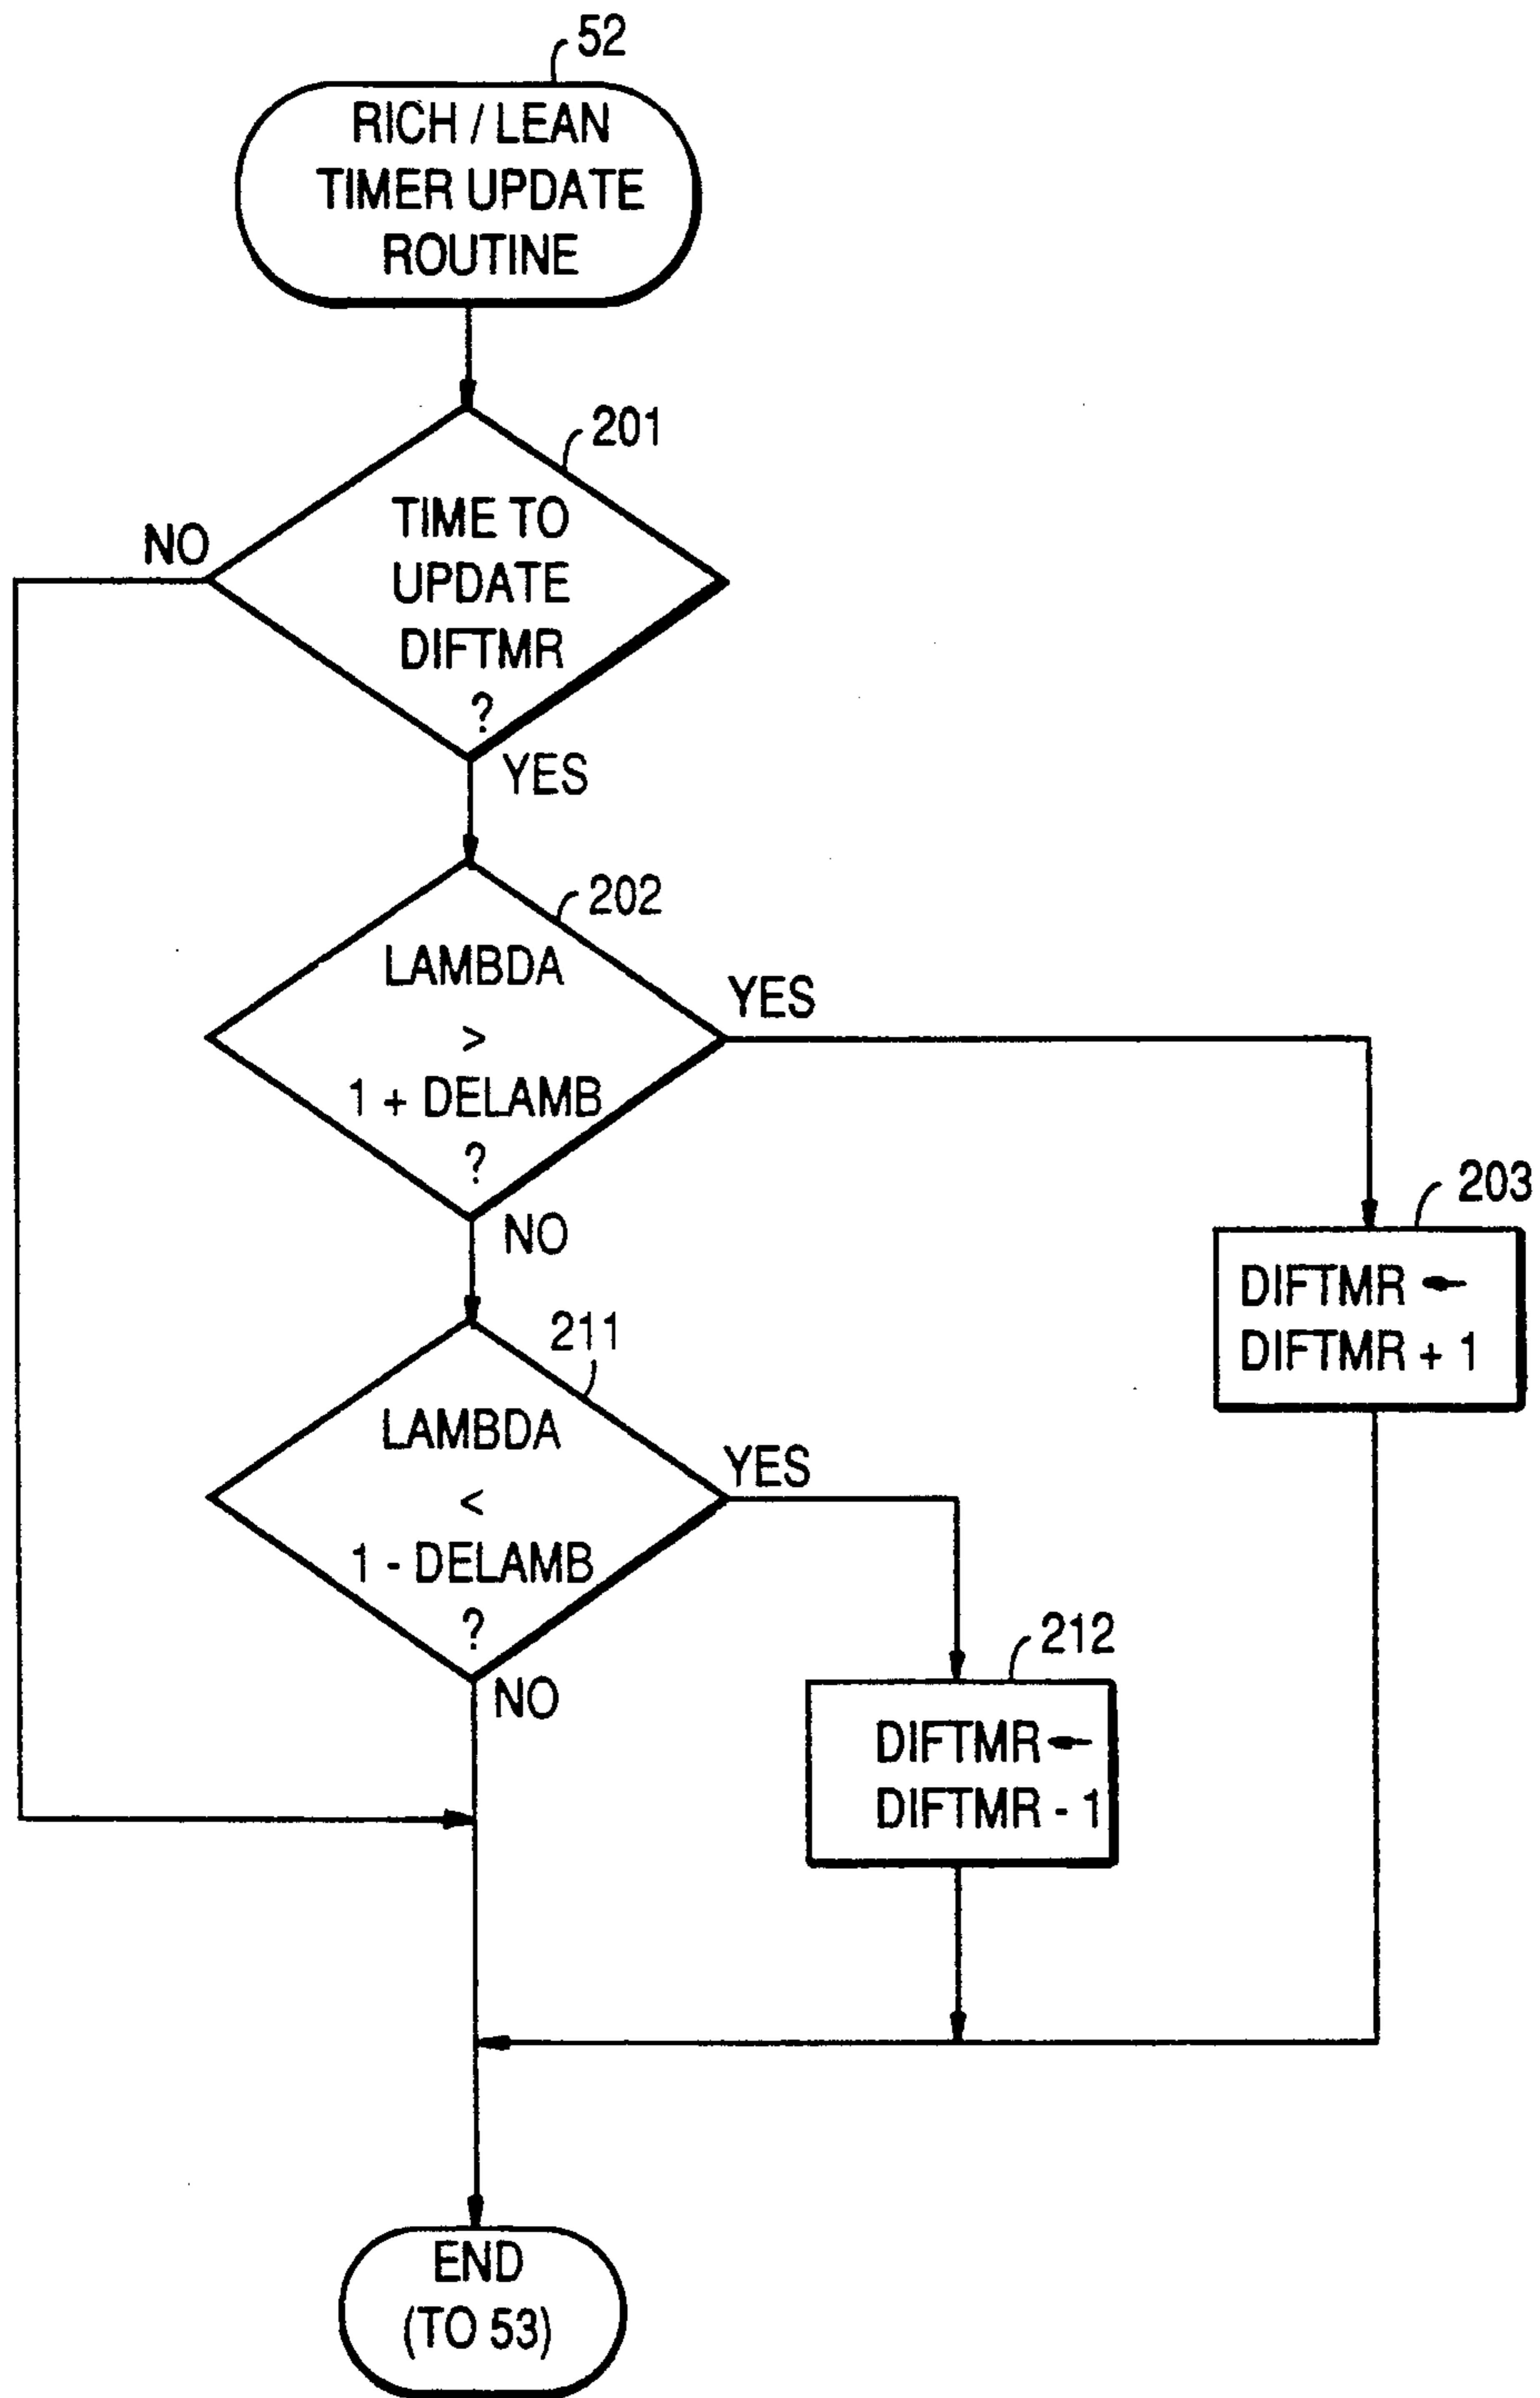 52
RICH / LEAN
TIMER UPDATE
ROUTINE
201
TIME TO
UPDATE
DIFTMR
?
NO
YES
202
LAMBDA
>
1 + DELAMB
?
YES
NO
203
DIFTMR ←
DIFTMR + 1
211
LAMBDA
<
1 - DELAMB
?
YES
NO
212
DIFTMR ←
DIFTMR - 1
END
(TO 53)